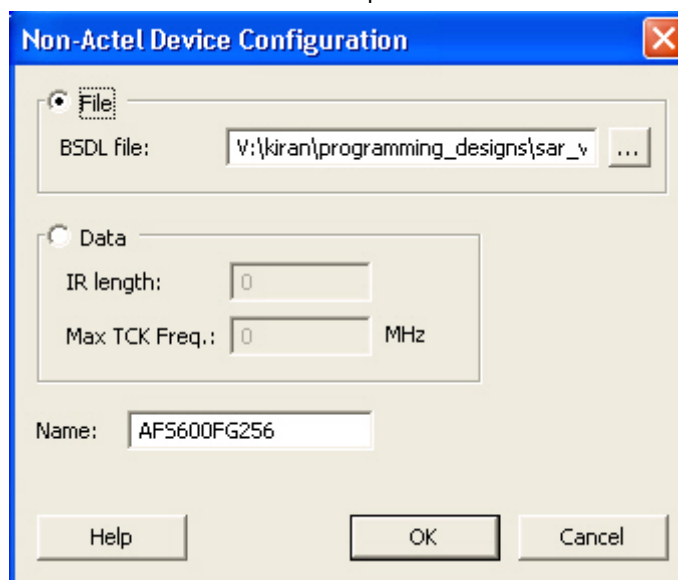 Non-Actel Device Configuration
File
BSDL file: V:\kiran\programming_designs\sar_v ...
Data
IR length: 0
Max TCK Freq.: 0 MHz
Name: AFS600FG256
Help OK Cancel